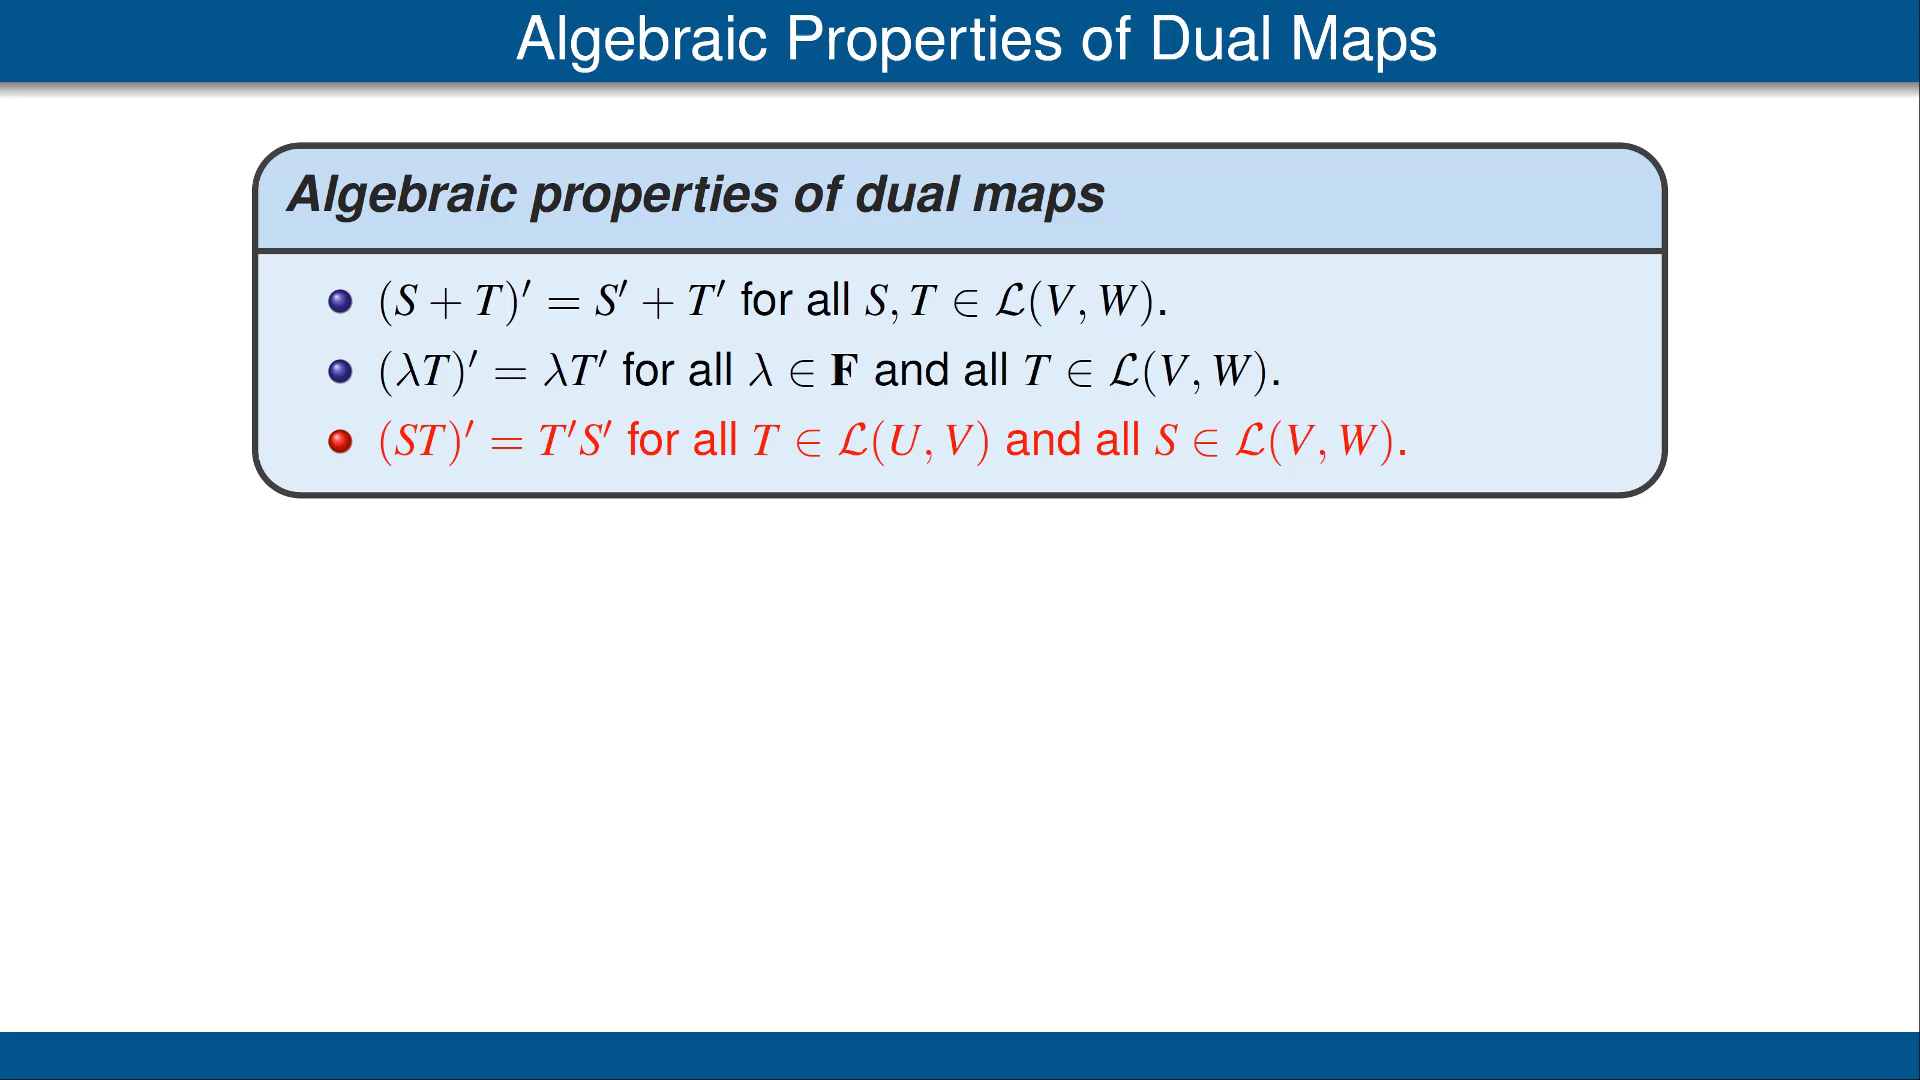 Algebraic Properties of Dual Maps
Algebraic properties of dual maps
(S + T)′ = S′ + T′ for all S, T ∈ ℒ(V, W).
(λT)′ = λT′ for all λ ∈ F and all T ∈ ℒ(V, W).
(ST)′ = T′S′ for all T ∈ ℒ(U, V) and all S ∈ ℒ(V, W).